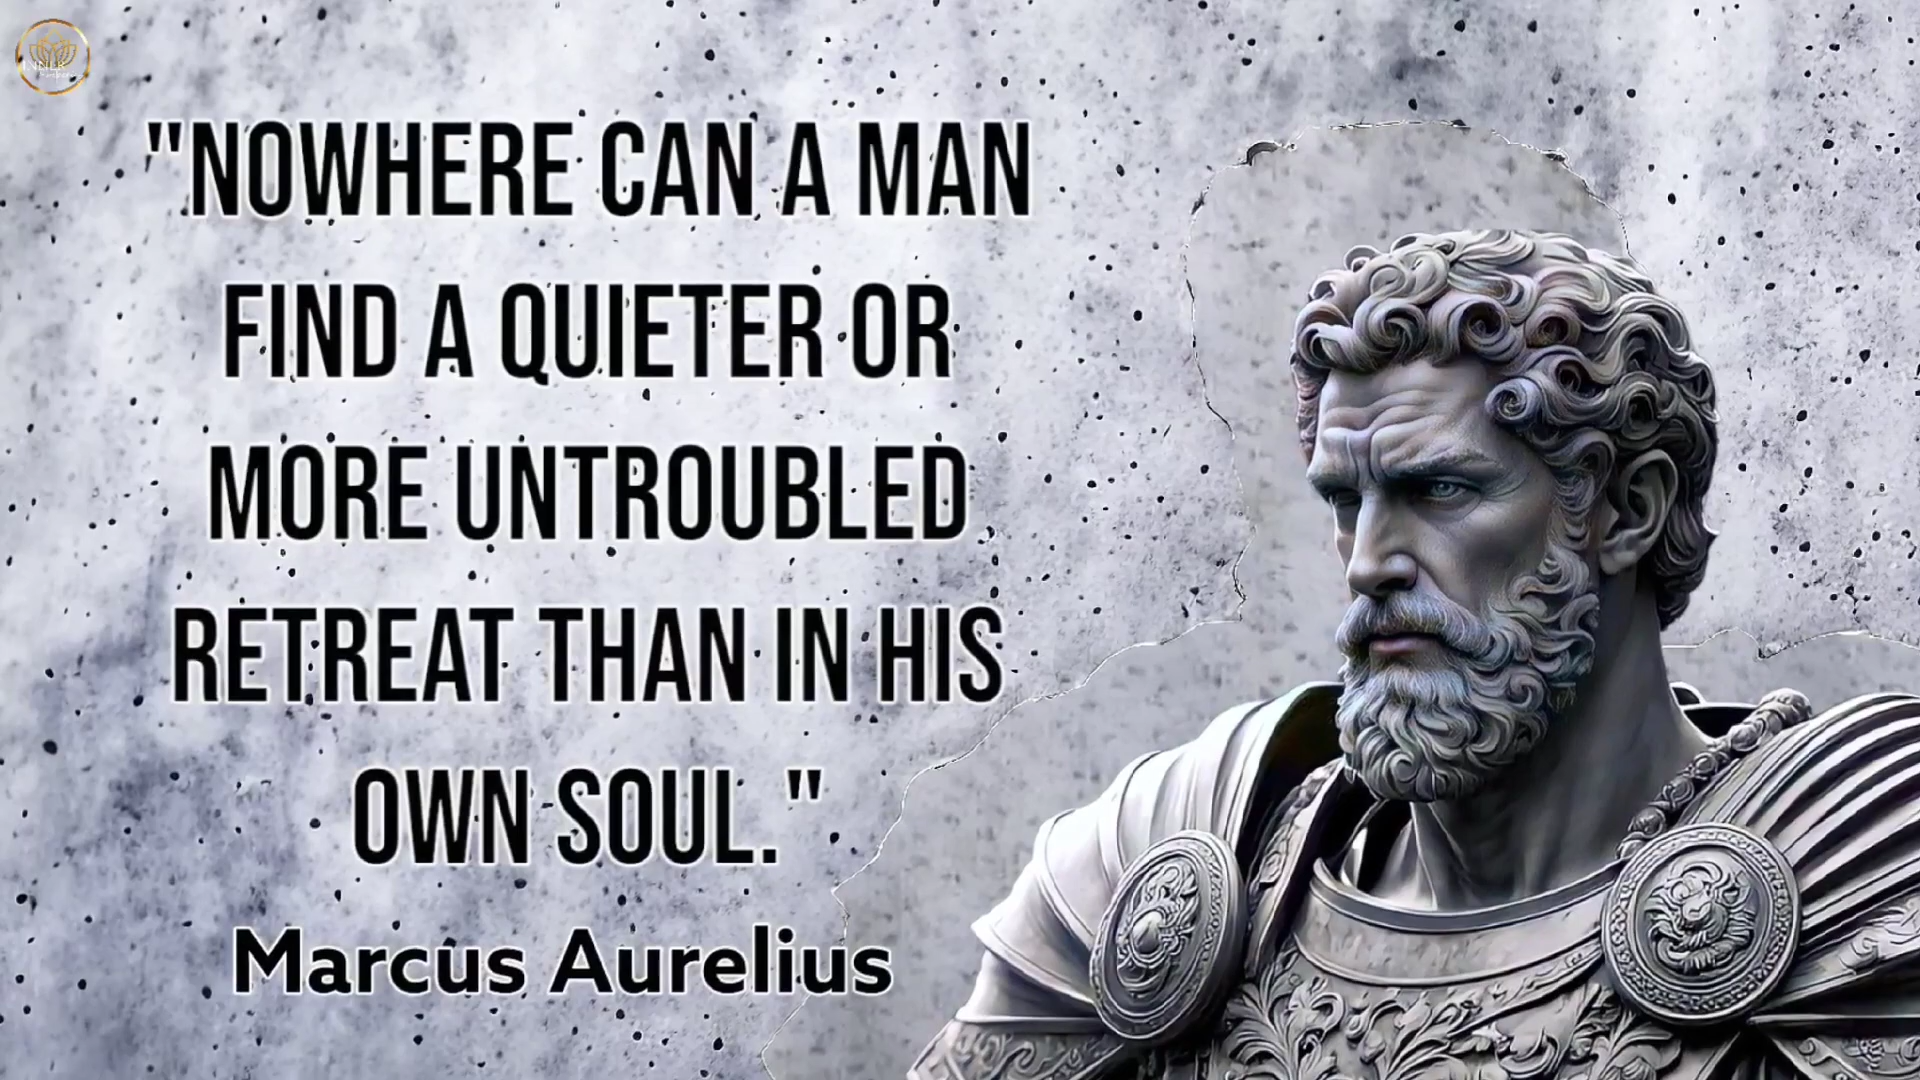 "NOWHERE CAN A MAN
FIND A QUIETER OR
MORE UNTROUBLED
RETREAT THAN IN HIS
OWN SOUL."
Marcus Aurelius